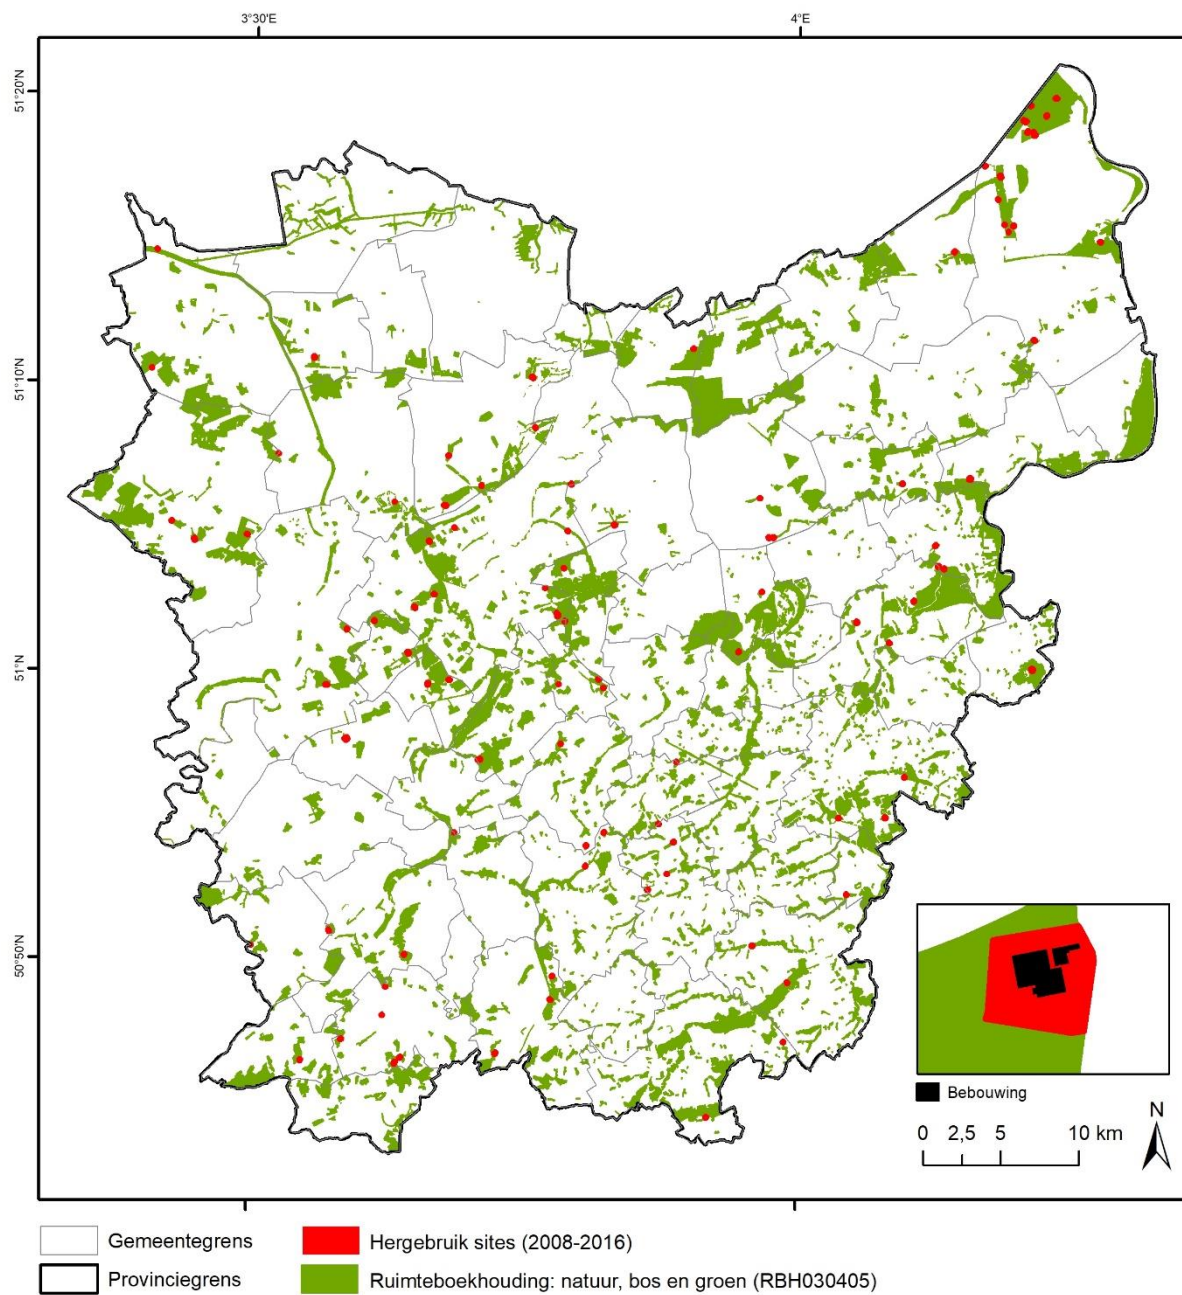 3°30'E 4°E
51°20'N
51°10'N
51°N
50°50'N
Bebouwing
0 2,5 5 10 km
N
Gemeentegrens
Hergebruik sites (2008-2016)
Provinciegrens
Ruimteboekhouding: natuur, bos en groen (RBH030405)